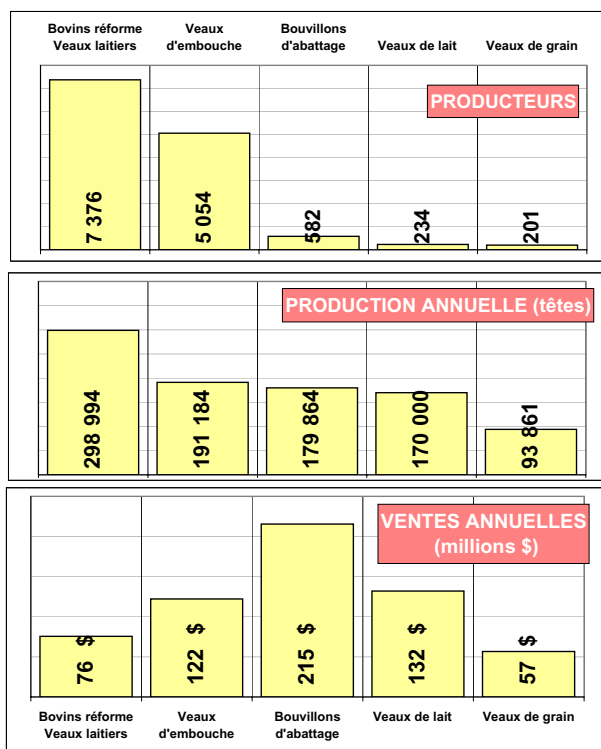 Bovins réforme
Veaux laitiers
Veaux
d'embouche
Bouvillons
d'abattage
Veaux de lait
Veaux de grain
PRODUCTEURS
7 376
5 054
582
234
201
PRODUCTION ANNUELLE (têtes)
298 994
191 184
179 864
170 000
93 861
VENTES ANNUELLES
(millions $)
76 $
122 $
215 $
132 $
57 $
Bovins réforme
Veaux laitiers
Veaux
d'embouche
Bouvillons
d'abattage
Veaux de lait
Veaux de grain